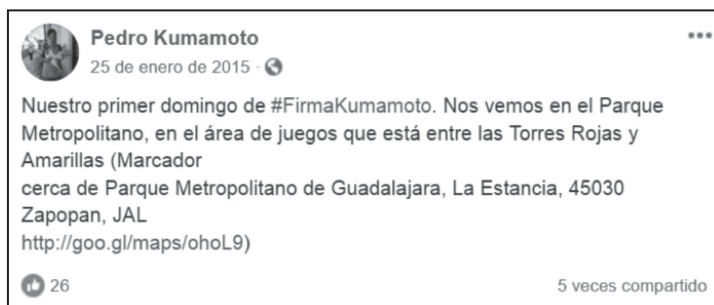 Pedro Kumamoto
25 de enero de 2015 ·
Nuestro primer domingo de #FirmaKumamoto. Nos vemos en el Parque
Metropolitano, en el área de juegos que está entre las Torres Rojas y
Amarillas (Marcador
cerca de Parque Metropolitano de Guadalajara, La Estancia, 45030
Zapopan, JAL
http://goo.gl/maps/ohoL9)
26
5 veces compartido